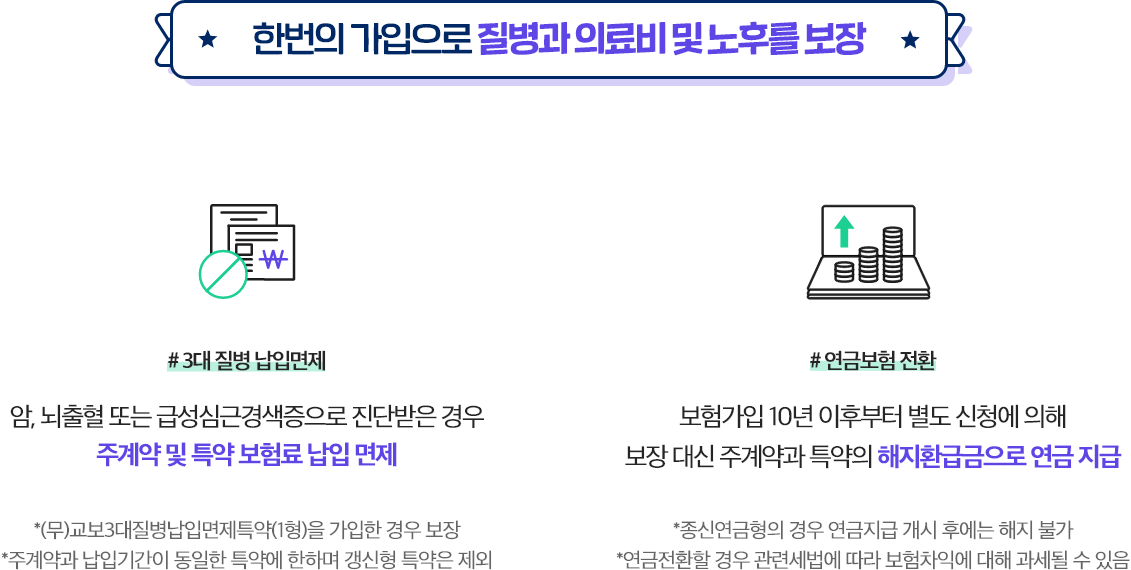 한번의 가입으로 질병과 의료비 및 노후를 보장
# 3대 질병 납입면제
암, 뇌출혈 또는 급성심근경색증으로 진단받은 경우
주계약 및 특약 보험료 납입 면제
*(무)교보3대질병납입면제특약(1형)을 가입한 경우 보장
*주계약과 납입기간이 동일한 특약에 한하며 갱신형 특약은 제외
# 연금보험 전환
보험가입 10년 이후부터 별도 신청에 의해
보장 대신 주계약과 특약의 해지환급금으로 연금 지급
*종신연금형의 경우 연금지급 개시 후에는 해지 불가
*연금전환할 경우 관련세법에 따라 보험차익에 대해 과세될 수 있음